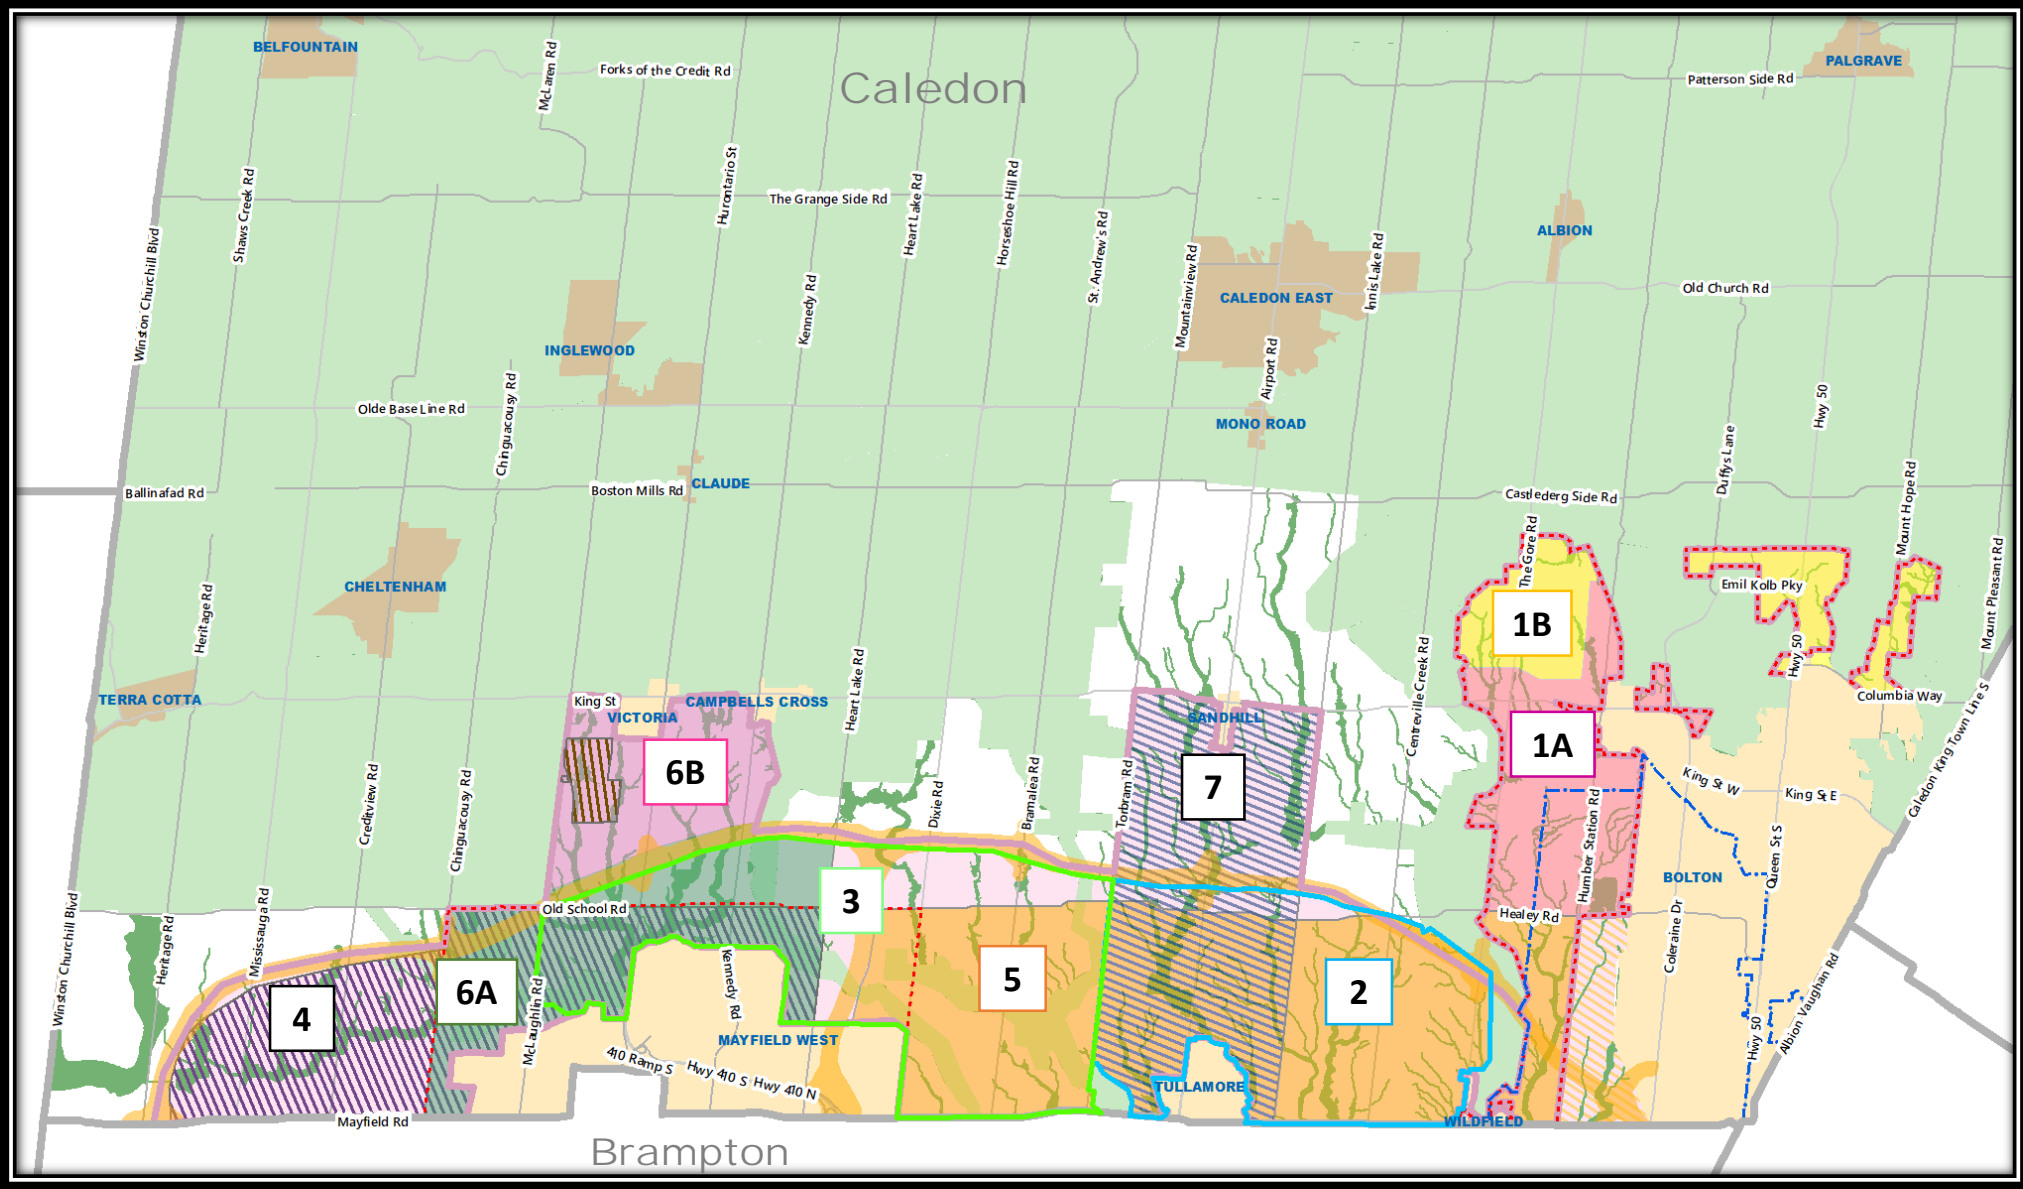 BELFOUNTAIN
McLaren Rd
Forks of the Credit Rd
Caledon
Patterson Side Rd
PALGRAVE
Shaws Creek Rd
Hurontario St
The Grange Side Rd
Heart Lake Rd
Horseshoe Hill Rd
St. Andrew's Rd
Mountainview Rd
Innis Lake Rd
ALBION
Winston Churchill Blvd
Kennedy Rd
CALEDON EAST
Old Church Rd
INGLEWOOD
Airport Rd
Olde Base Line Rd
Chinguacousy Rd
MONO ROAD
Hwy 50
Duffys Lane
Mount Hope Rd
Ballinafad Rd
Boston Mills Rd
CLAUDE
Castlederg Side Rd
The Gore Rd
Mount Pleasant Rd
CHELTENHAM
Heritage Rd
Emil Kolb Pky
1B
Heart Lake Rd
Centreville Creek Rd
Hwy 50
TERRA COTTA
King St
VICTORIA
CAMPBELLS CROSS
SANDHILL
Columbia Way
Caledon King Town Line S
1A
6B
7
Creditview Rd
Chinguacousy Rd
Dixie Rd
Bramalea Rd
Torbram Rd
Humber Station Rd
King St W
King St E
Queen St S
BOLTON
3
Old School Rd
Healey Rd
Coleraine Dr
Winston Churchill Blvd
Heritage Rd
Mississauga Rd
6A
5
2
4
McLaughlin Rd
Kennedy Rd
MAYFIELD WEST
Hwy 50
Albion Vaughan Rd
410 Ramp S
Hwy 410 S
Hwy 410 N
TULLAMORE
Mayfield Rd
WILDFIELD
Brampton